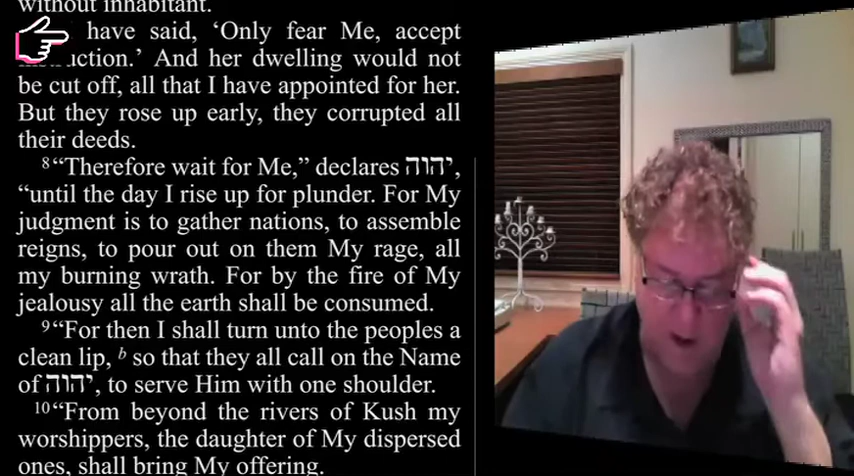 without inhabitant.
have said, ‘Only fear Me, accept
uction.’ And her dwelling would not
be cut off, all that I have appointed for her.
But they rose up early, they corrupted all
their deeds.
8 “Therefore wait for Me,” declares יהוה,
“until the day I rise up for plunder. For My
judgment is to gather nations, to assemble
reigns, to pour out on them My rage, all
my burning wrath. For by the fire of My
jealousy all the earth shall be consumed.
9 “For then I shall turn unto the peoples a
clean lip, b so that they all call on the Name
of יהוה, to serve Him with one shoulder.
10 “From beyond the rivers of Kush my
worshippers, the daughter of My dispersed
ones, shall bring My offering.